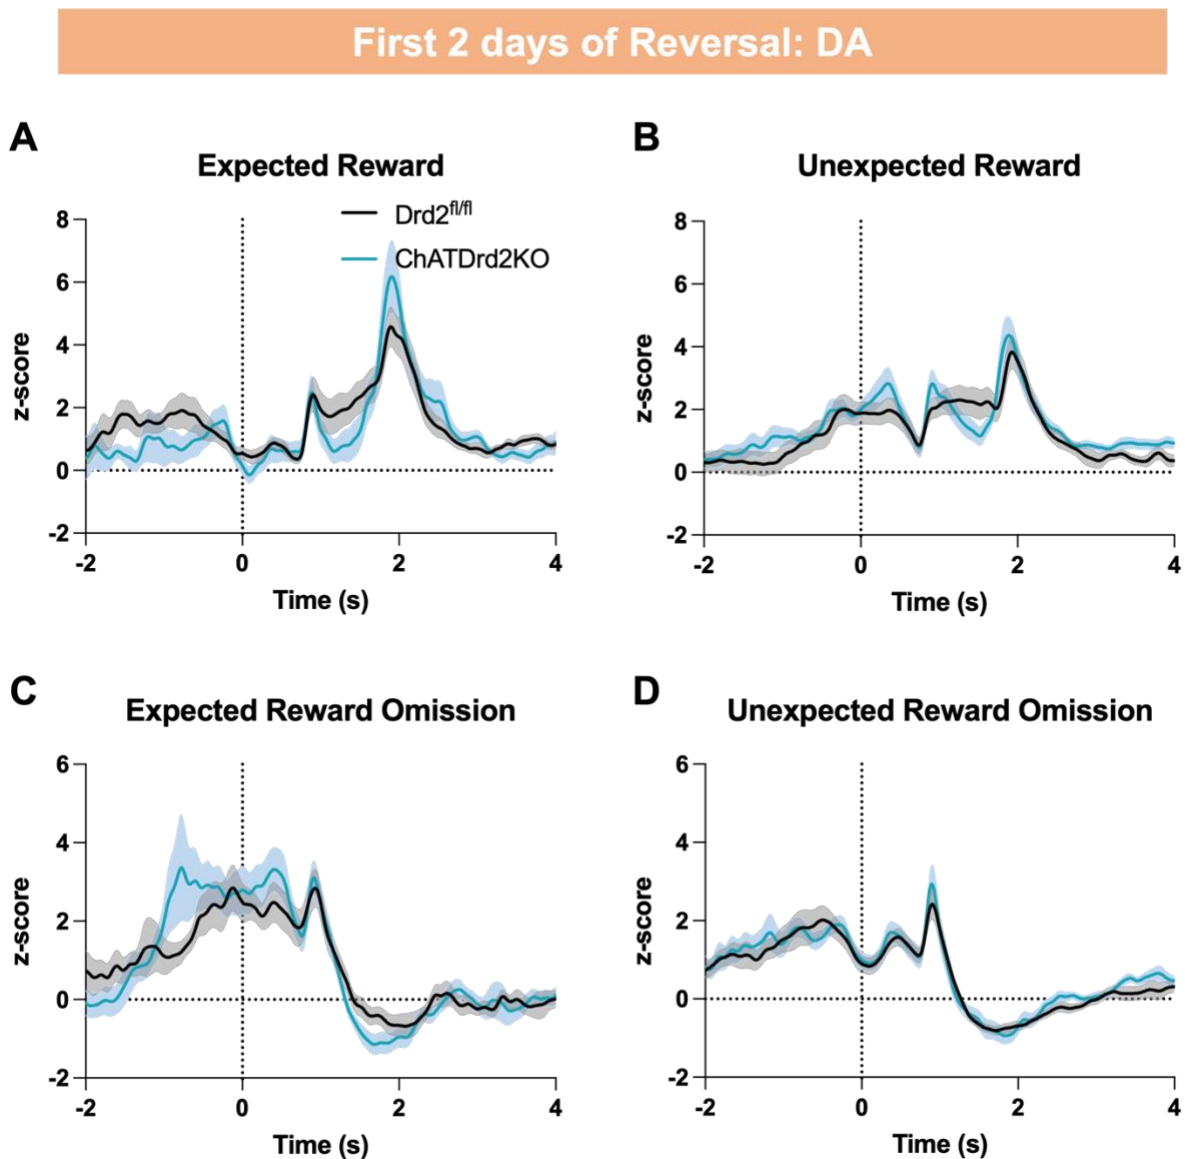 First 2 days of Reversal: DA
A
Expected Reward
Drd2fl/fl
ChATDrd2KO
8
6
4
2
0
-2
z-score
-2
0
2
4
Time (s)
B
Unexpected Reward
8
6
4
2
0
-2
z-score
-2
0
2
4
Time (s)
C
Expected Reward Omission
6
4
2
0
-2
z-score
-2
0
2
4
Time (s)
D
Unexpected Reward Omission
6
4
2
0
-2
z-score
-2
0
2
4
Time (s)